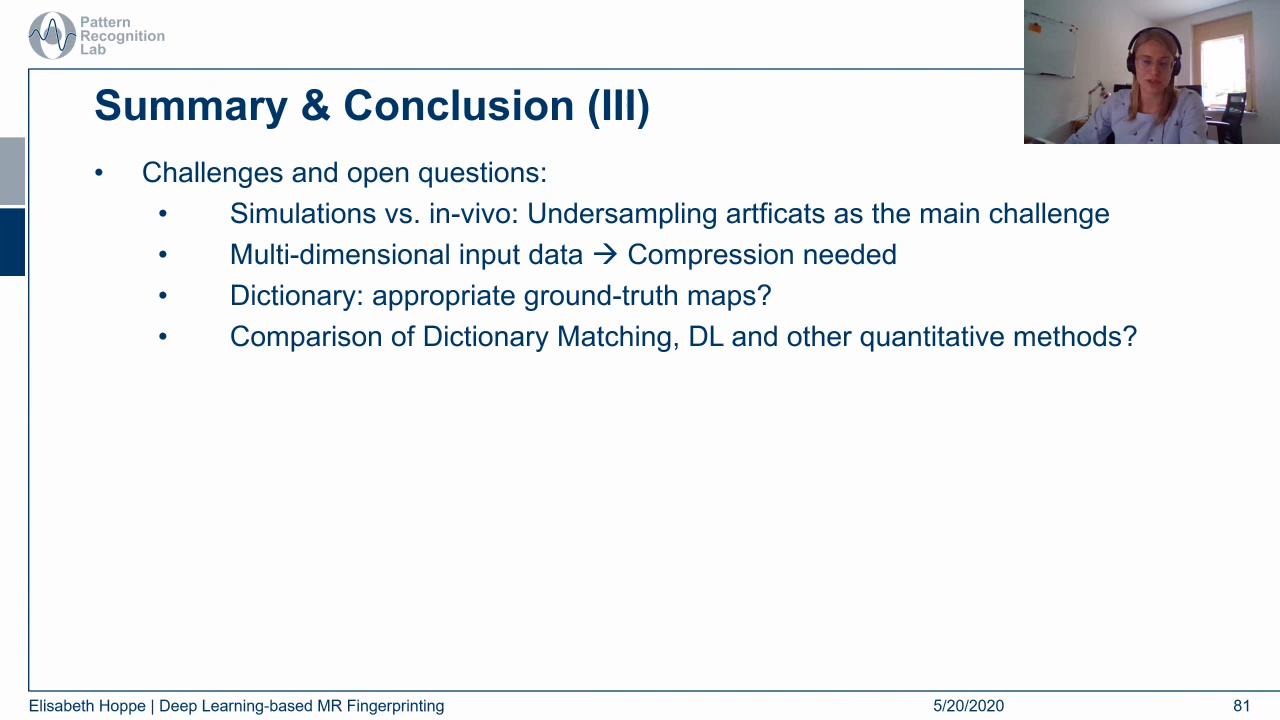 Pattern
Recognition
Lab
Summary & Conclusion (III)
• Challenges and open questions:
• Simulations vs. in-vivo: Undersampling artficats as the main challenge
• Multi-dimensional input data → Compression needed
• Dictionary: appropriate ground-truth maps?
• Comparison of Dictionary Matching, DL and other quantitative methods?
Elisabeth Hoppe | Deep Learning-based MR Fingerprinting
5/20/2020
81